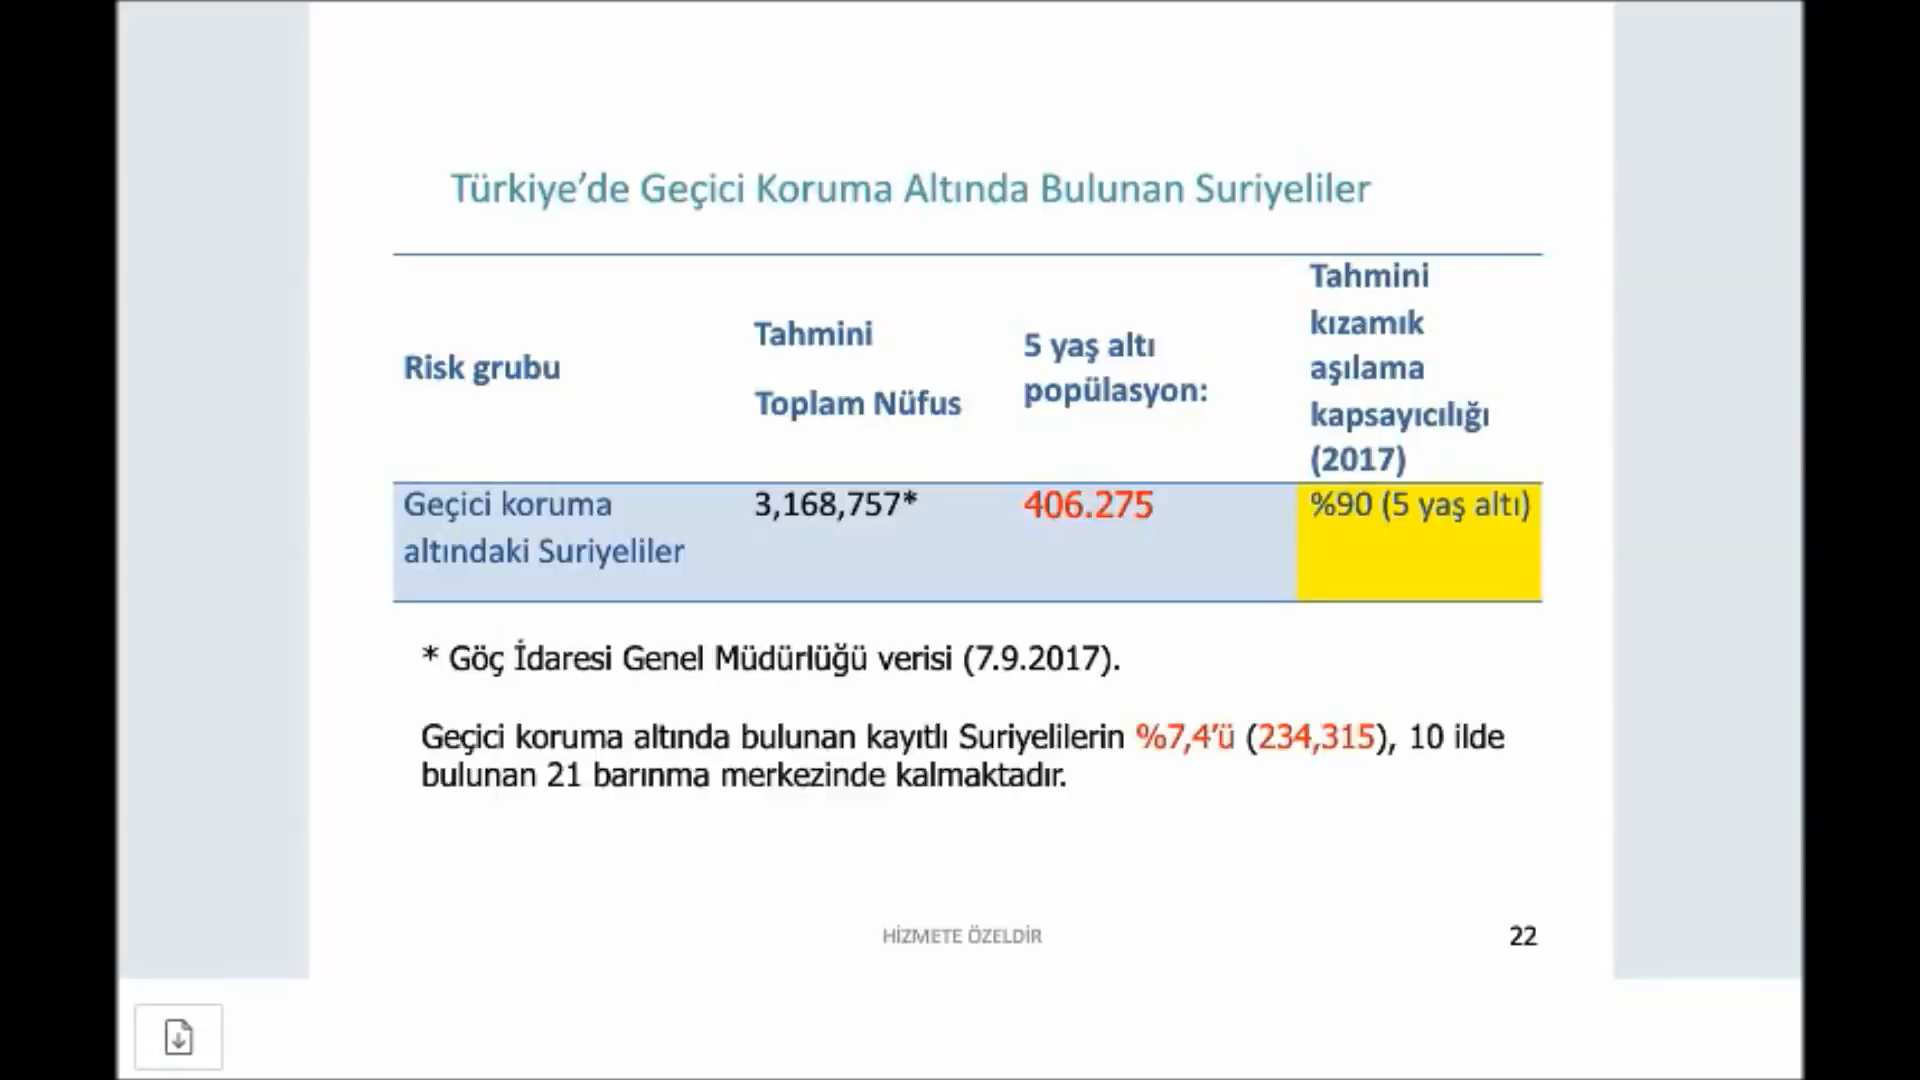 Türkiye’de Geçici Koruma Altında Bulunan Suriyeliler
Risk grubu
Tahmini
Toplam Nüfus
5 yaş altı
popülasyon:
Tahmini
kızamık
aşılama
kapsayıcılığı
(2017)
Geçici koruma
altındaki Suriyeliler
3,168,757*
406.275
%90 (5 yaş altı)
* Göç İdaresi Genel Müdürlüğü verisi (7.9.2017).
Geçici koruma altında bulunan kayıtlı Suriyelilerin %7,4’ü (234,315), 10 ilde
bulunan 21 barınma merkezinde kalmaktadır.
HİZMETE ÖZELDİR
22